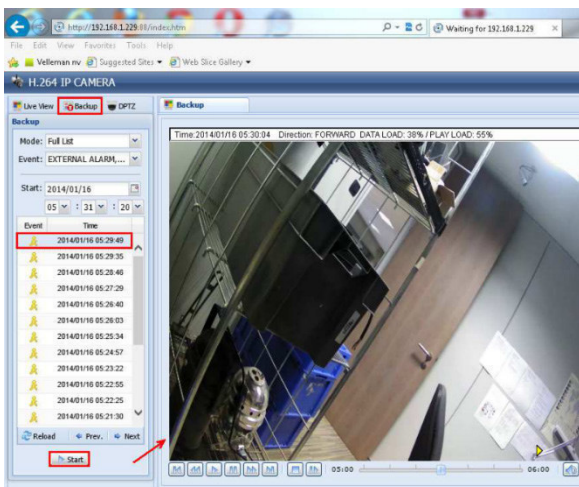 http://192.168.1.229:88/index.htm
Waiting for 192.168.1.229
File Edit View Favorites Tools Help
Velleman nv Suggested Sites Web Slice Gallery
H.264 IP CAMERA
Live View Backup DPTZ
Backup
Backup
Mode: Full List
Event: EXTERNAL ALARM,...
Start: 2014/01/16
05 : 31 : 20
Event Time
2014/01/16 05:29:49
2014/01/16 05:29:35
2014/01/16 05:28:46
2014/01/16 05:27:29
2014/01/16 05:26:40
2014/01/16 05:26:03
2014/01/16 05:25:34
2014/01/16 05:24:57
2014/01/16 05:23:22
2014/01/16 05:22:55
2014/01/16 05:22:25
2014/01/16 05:21:30
Reload Prev. Next
Start
Time:2014/01/16 05:30:04 Direction: FORWARD DATA LOAD: 38% / PLAY LOAD: 55%
05:00 06:00